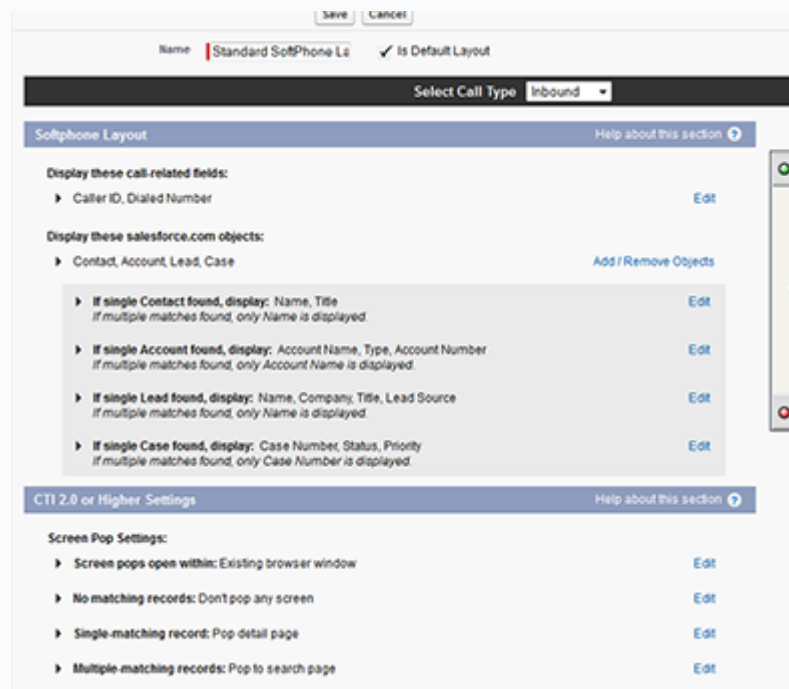 Save Cancel
Name Standard SoftPhone La ✓ Is Default Layout
Select Call Type Inbound
Softphone Layout Help about this section ?
Display these call-related fields:
Caller ID, Dialed Number Edit
Display these salesforce.com objects:
Contact, Account, Lead, Case Add / Remove Objects
If single Contact found, display: Name, Title Edit
If multiple matches found, only Name is displayed.
If single Account found, display: Account Name, Type, Account Number Edit
If multiple matches found, only Account Name is displayed.
If single Lead found, display: Name, Company, Title, Lead Source Edit
If multiple matches found, only Name is displayed.
If single Case found, display: Case Number, Status, Priority Edit
If multiple matches found, only Case Number is displayed.
CTI 2.0 or Higher Settings Help about this section ?
Screen Pop Settings:
Screen pops open within: Existing browser window Edit
No matching records: Don't pop any screen Edit
Single-matching record: Pop detail page Edit
Multiple-matching records: Pop to search page Edit